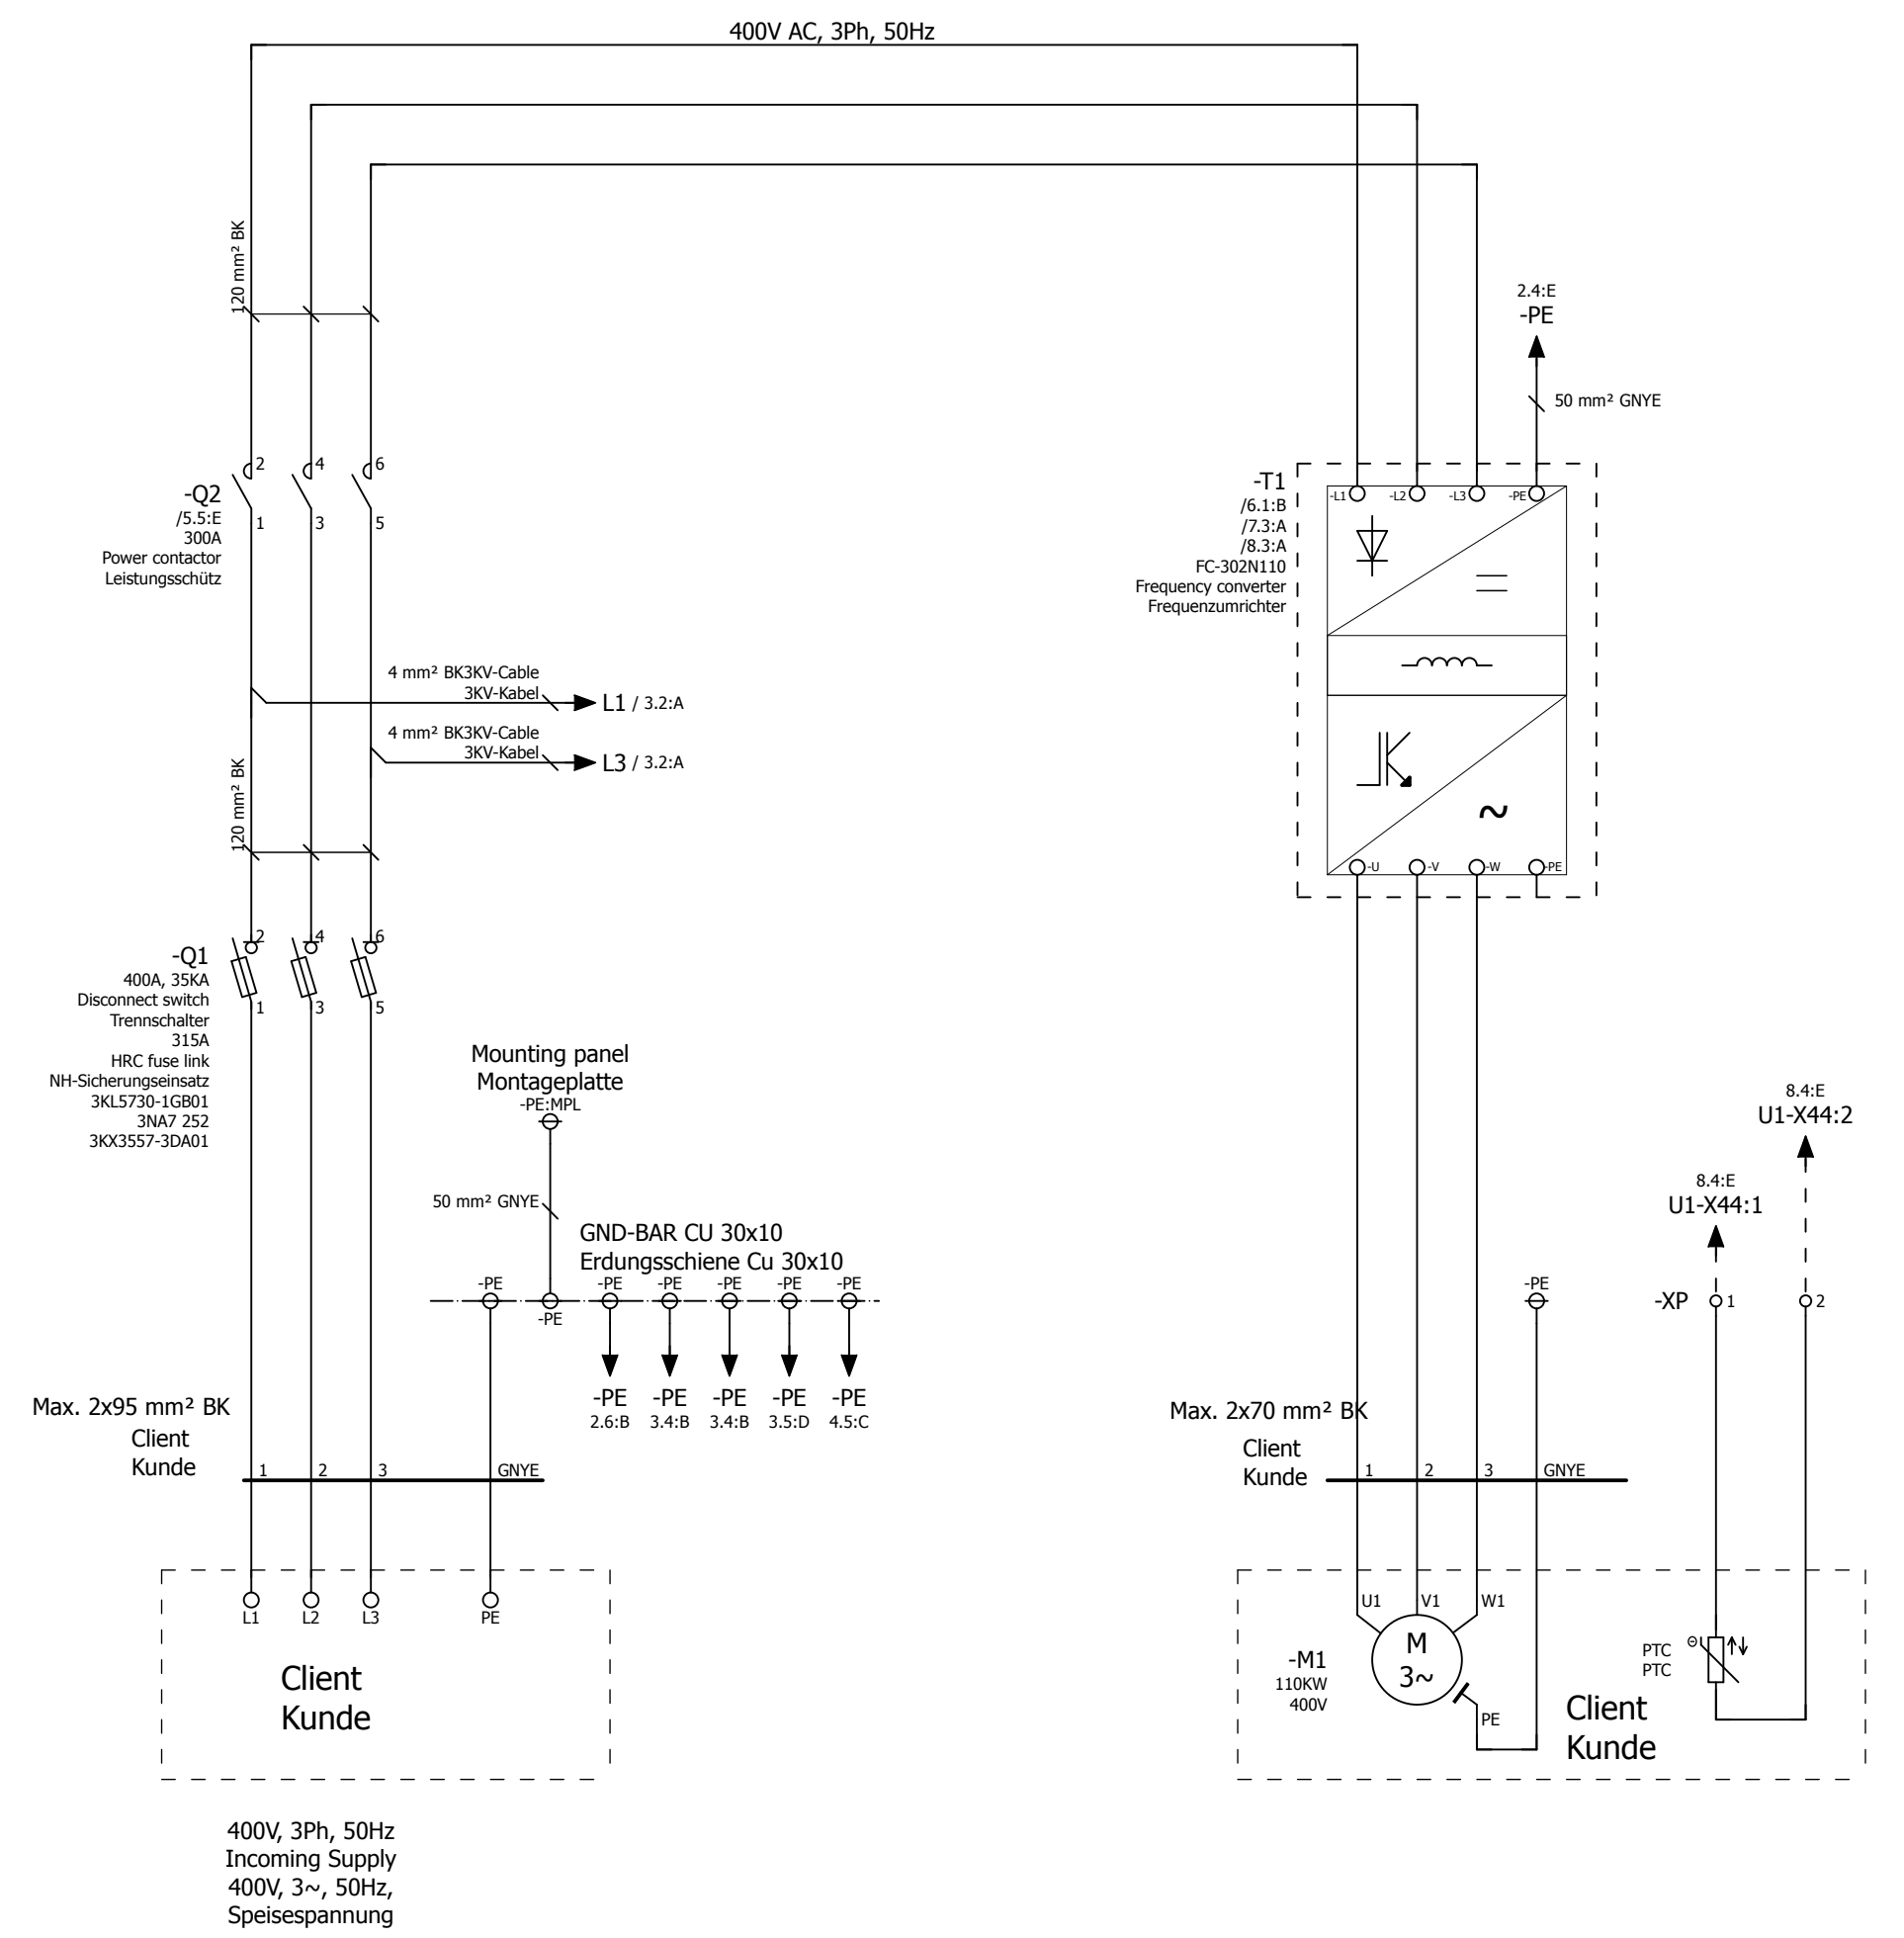 400V AC, 3Ph, 50Hz
120 mm² BK
2.4:E
-PE
50 mm² GNYE
2
4
6
-Q2
/5.5:E
300A
Power contactor
Leistungsschütz
1
3
5
-T1
/6.1:B
/7.3:A
/8.3:A
FC-302N110
Frequency converter
Frequenzumrichter
-L1
-L2
-L3
-PE
4 mm² BK3KV-Cable
3KV-Kabel
L1 / 3.2:A
4 mm² BK3KV-Cable
3KV-Kabel
L3 / 3.2:A
120 mm² BK
~
-U
-V
-W
-PE
2
4
6
-Q1
400A, 35KA
Disconnect switch
Trennschalter
315A
HRC fuse link
NH-Sicherungseinsatz
3KL5730-1GB01
3NA7 252
3KX3557-3DA01
1
3
5
Mounting panel
Montageplatte
-PE:MPL
50 mm² GNYE
GND-BAR CU 30x10
Erdungsschiene Cu 30x10
-PE
-PE
-PE
-PE
-PE
-PE
-PE
-PE
2.6:B
-PE
3.4:B
-PE
3.4:B
-PE
3.5:D
-PE
4.5:C
8.4:E
U1-X44:2
8.4:E
U1-X44:1
-PE
-XP
1
2
Max. 2x95 mm² BK
Client
Kunde
1
2
3
GNYE
Max. 2x70 mm² BK
Client
Kunde
1
2
3
GNYE
L1
L2
L3
PE
Client
Kunde
U1
V1
W1
M
3~
-M1
110KW
400V
PE
PTC
PTC
Θ
Client
Kunde
400V, 3Ph, 50Hz
Incoming Supply
400V, 3~, 50Hz,
Speisespannung